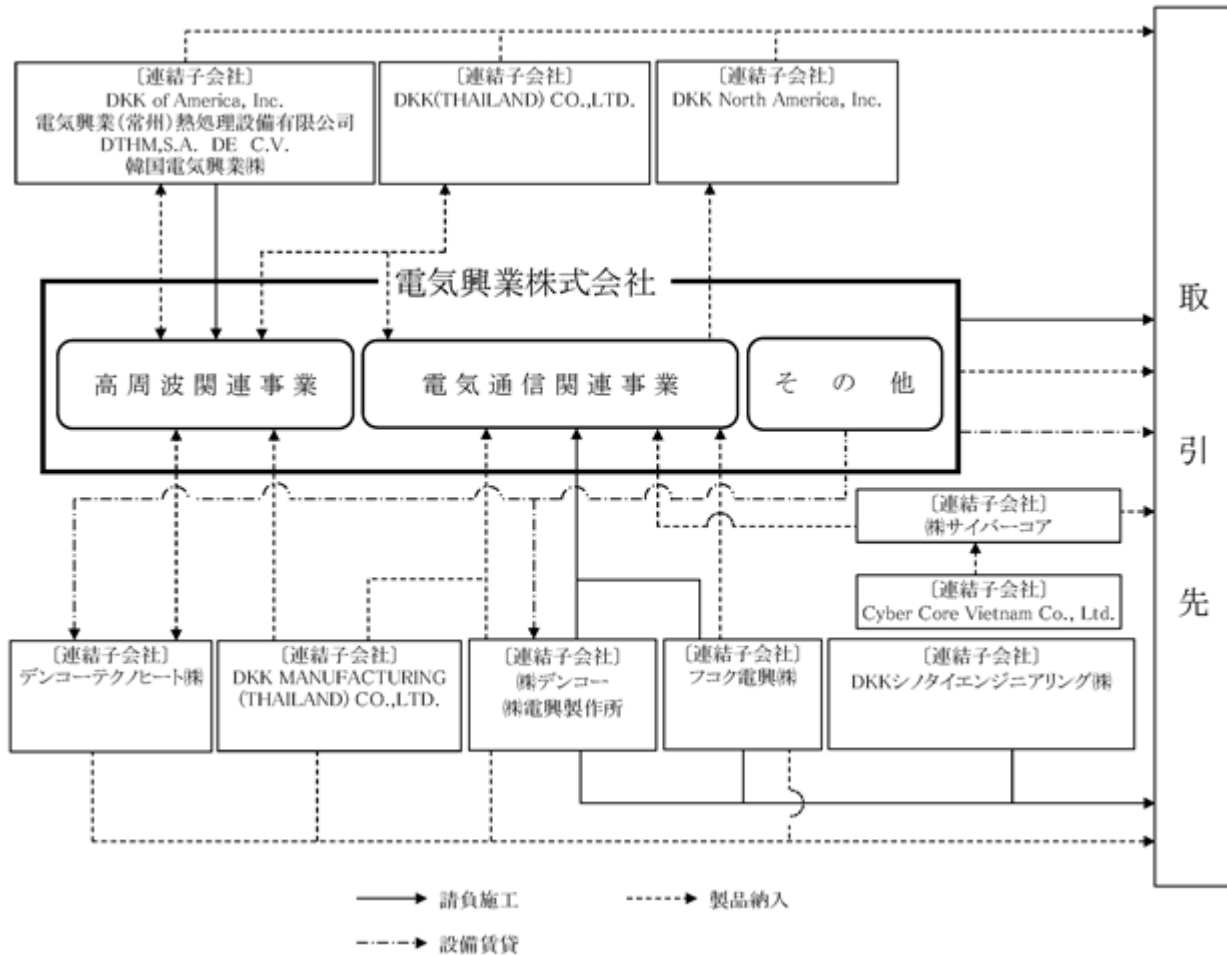 〔連結子会社〕
DKK of America, Inc.
電気興業(常州)熱処理設備有限公司
DTHM,S.A. DE C.V.
韓国電気興業㈱
〔連結子会社〕
DKK(THAILAND) CO.,LTD.
〔連結子会社〕
DKK North America, Inc.
電気興業株式会社
高周波関連事業
電気通信関連事業
その他
取引先
〔連結子会社〕
㈱サイバーコア
〔連結子会社〕
Cyber Core Vietnam Co., Ltd.
〔連結子会社〕
デンコーテクノヒート㈱
〔連結子会社〕
DKK MANUFACTURING
(THAILAND) CO.,LTD.
〔連結子会社〕
㈱デンコー
㈱電興製作所
〔連結子会社〕
フコク電興㈱
〔連結子会社〕
DKKシノタイエンジニアリング㈱
請負施工
製品納入
設備賃貸